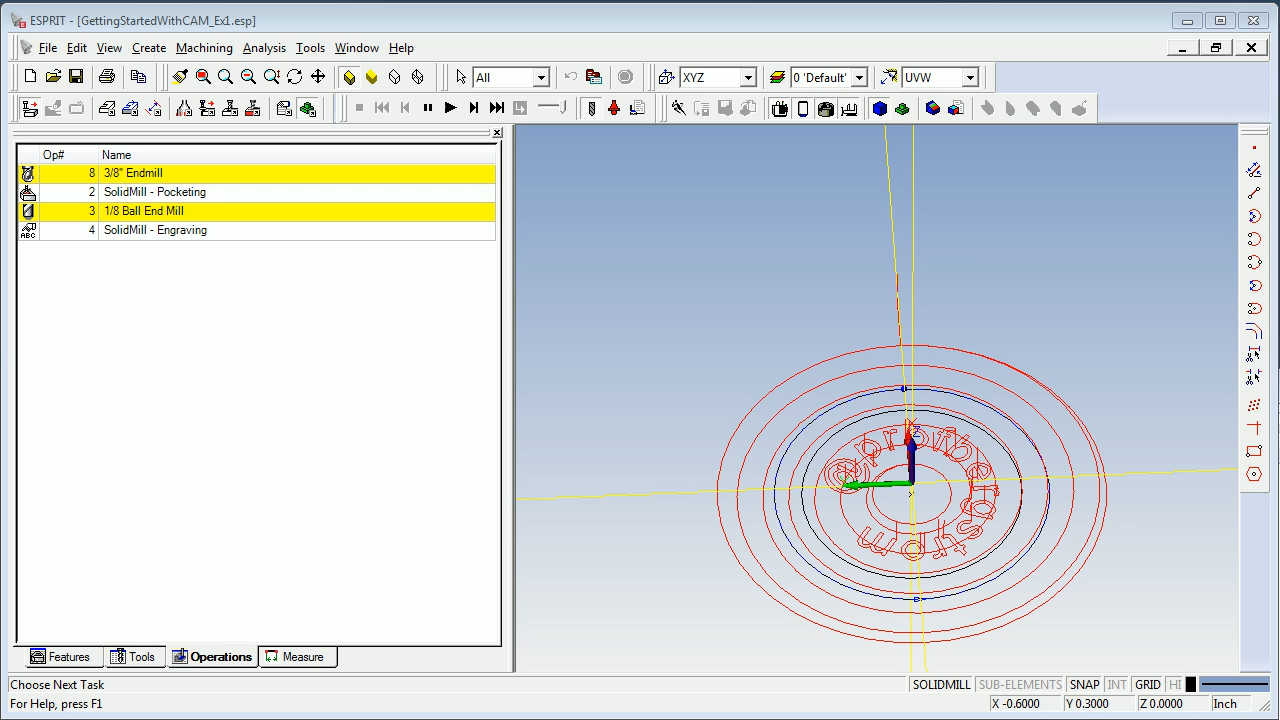 ESPRIT - [GettingStartedWithCAM_Ex1.esp]
File Edit View Create Machining Analysis Tools Window Help
All XYZ 0 'Default' UVW
Op# Name
8 3/8" Endmill
2 SolidMill - Pocketing
3 1/8 Ball End Mill
4 SolidMill - Engraving
ABC
Z
Features Tools Operations Measure
Choose Next Task SOLIDMILL SUB-ELEMENTS SNAP INT GRID HI
For Help, press F1 X -0.6000 Y 0.3000 Z 0.0000 Inch